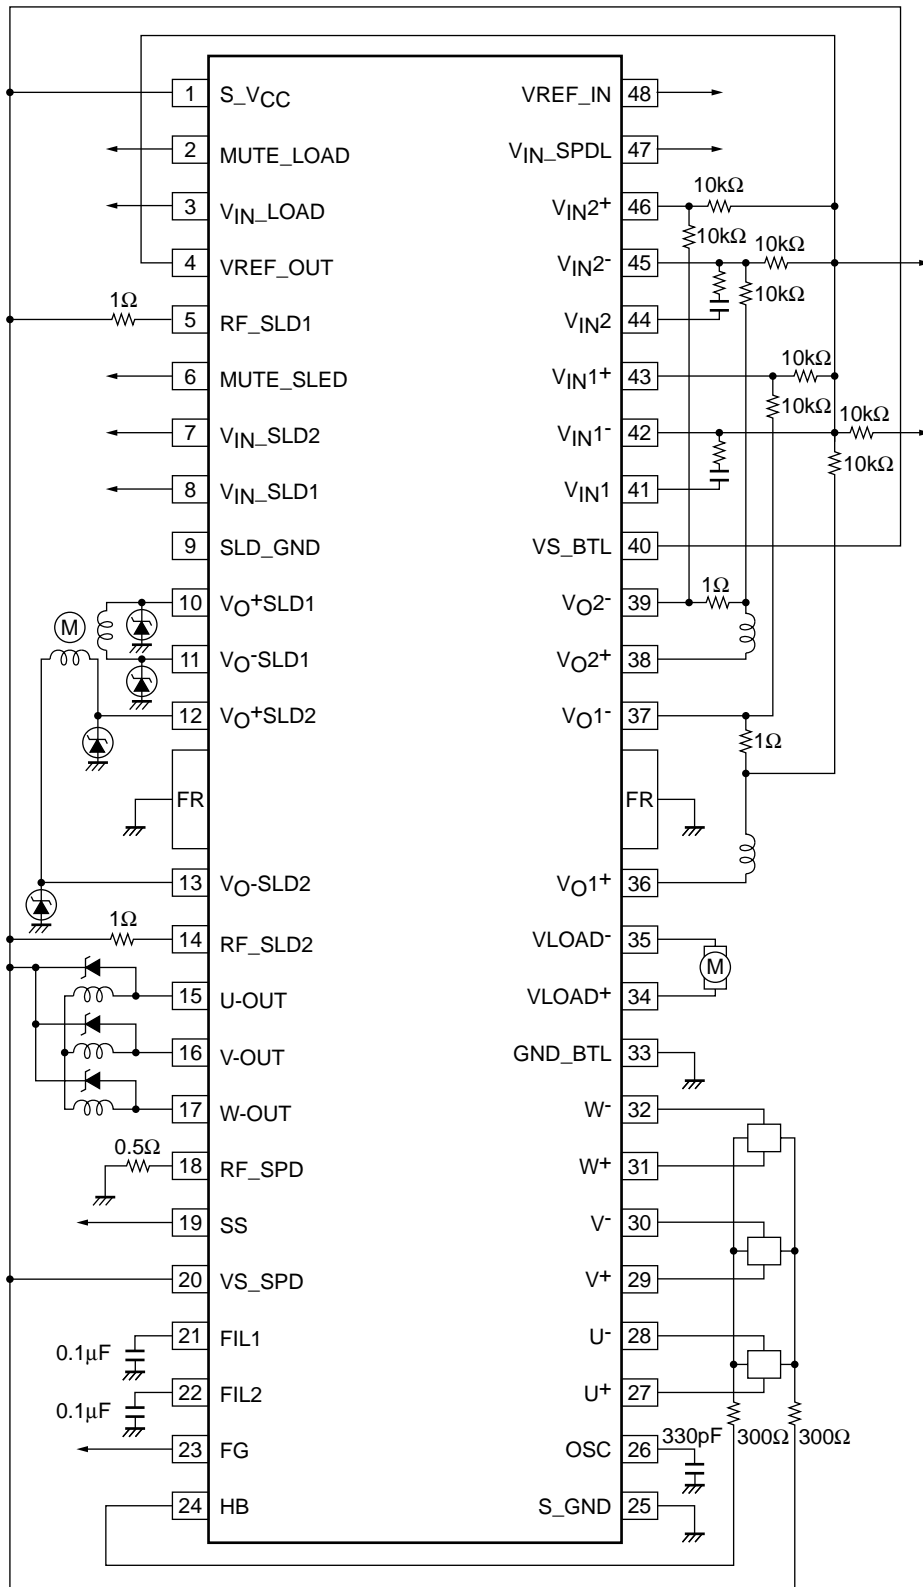 1 S_VCC
VREF_IN 48
2 MUTE_LOAD
VIN_SPDL 47
3 VIN_LOAD
VIN2+ 46
10kΩ
10kΩ
4 VREF_OUT
VIN2- 45
10kΩ
10kΩ
1Ω
5 RF_SLD1
VIN2 44
6 MUTE_SLED
VIN1+ 43
10kΩ
10kΩ
7 VIN_SLD2
VIN1- 42
10kΩ
10kΩ
8 VIN_SLD1
VIN1 41
9 SLD_GND
VS_BTL 40
10 VO+SLD1
VO2- 39
1Ω
M
11 VO-SLD1
VO2+ 38
12 VO+SLD2
VO1- 37
1Ω
FR
FR
13 VO-SLD2
VO1+ 36
1Ω
14 RF_SLD2
VLOAD- 35
M
15 U-OUT
VLOAD+ 34
16 V-OUT
GND_BTL 33
17 W-OUT
W- 32
0.5Ω
18 RF_SPD
W+ 31
19 SS
V- 30
20 VS_SPD
V+ 29
21 FIL1
0.1µF
U- 28
22 FIL2
0.1µF
U+ 27
23 FG
OSC 26
330pF
300Ω
300Ω
24 HB
S_GND 25